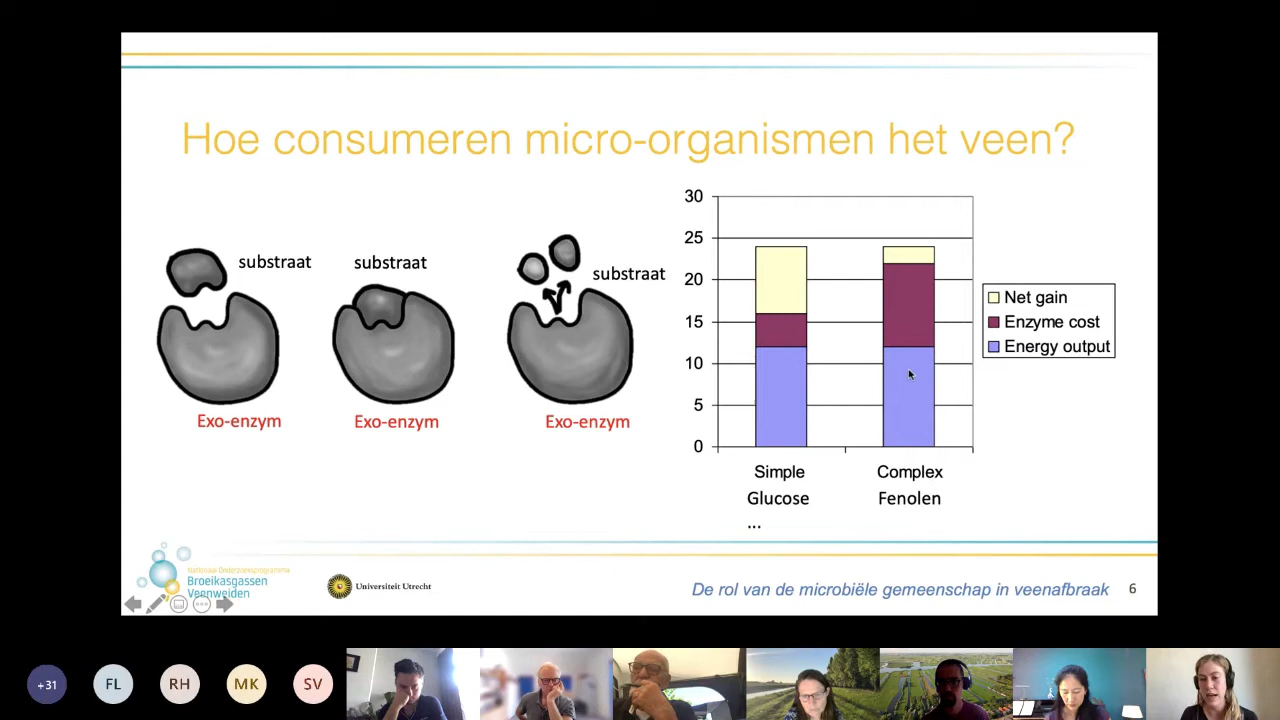 Hoe consumeren micro-organismen het veen?
substraat
substraat
substraat
Exo-enzym
Exo-enzym
Exo-enzym
30
25
20
15
10
5
0
Simple
Complex
Glucose
Fenolen
...
Net gain
Enzyme cost
Energy output
Nationaal Onderzoeksprogramma
Broeikasgassen
Veenweiden
Universiteit Utrecht
De rol van de microbiële gemeenschap in veenafbraak
6
+31
FL
RH
MK
SV